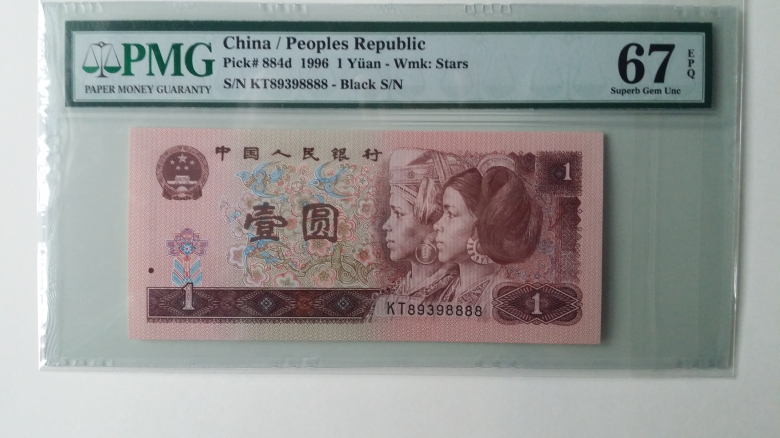 PMG
PAPER MONEY GUARANTY
China / Peoples Republic
Pick# 884d 1996 1 Yüan - Wmk: Stars
S/N KT89398888 - Black S/N
67
EPQ
Superb Gem Unc
中国人民银行
壹圆
1
1
1
KT89398888